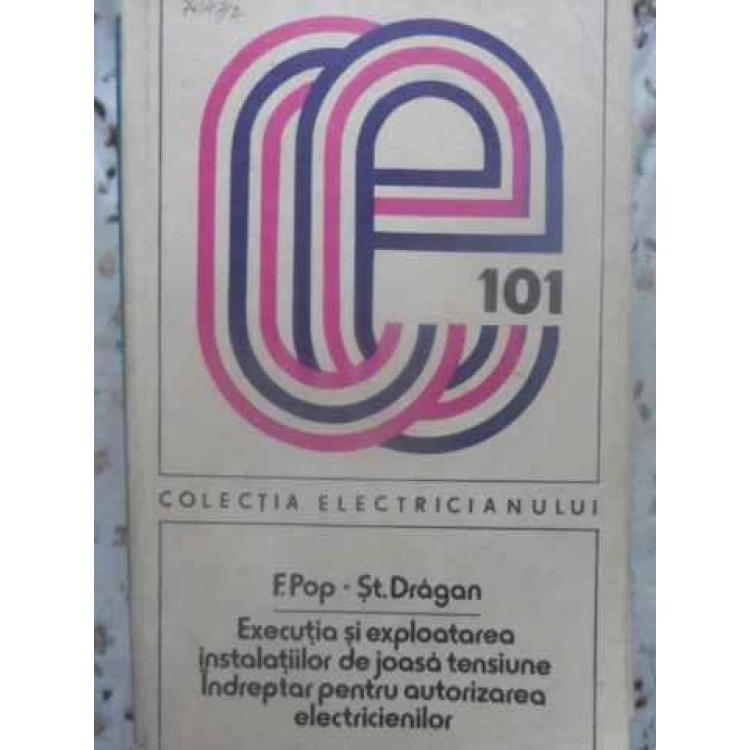 101
COLECȚIA ELECTRICIANULUI
F.Pop • Șt.Drăgan
Execuția și exploatarea
instalațiilor de joasă tensiune
Îndreptar pentru autorizarea
electricienilor